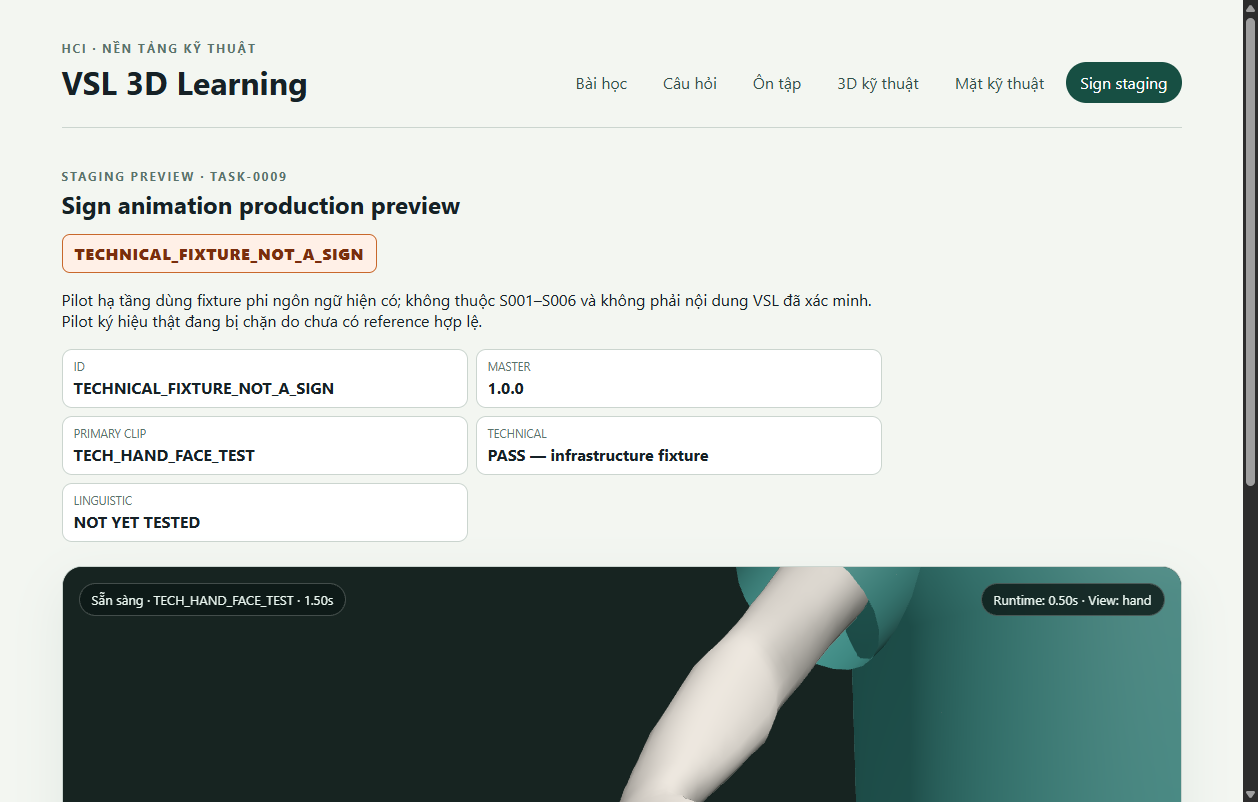 HCI · NỀN TẢNG KỸ THUẬT
VSL 3D Learning
Bài học
Câu hỏi
Ôn tập
3D kỹ thuật
Mặt kỹ thuật
Sign staging
STAGING PREVIEW · TASK-0009
Sign animation production preview
TECHNICAL_FIXTURE_NOT_A_SIGN
Pilot hạ tầng dùng fixture phi ngôn ngữ hiện có; không thuộc S001–S006 và không phải nội dung VSL đã xác minh.
Pilot ký hiệu thật đang bị chặn do chưa có reference hợp lệ.
ID
TECHNICAL_FIXTURE_NOT_A_SIGN
MASTER
1.0.0
PRIMARY CLIP
TECH_HAND_FACE_TEST
TECHNICAL
PASS — infrastructure fixture
LINGUISTIC
NOT YET TESTED
Sẵn sàng · TECH_HAND_FACE_TEST · 1.50s
Runtime: 0.50s · View: hand